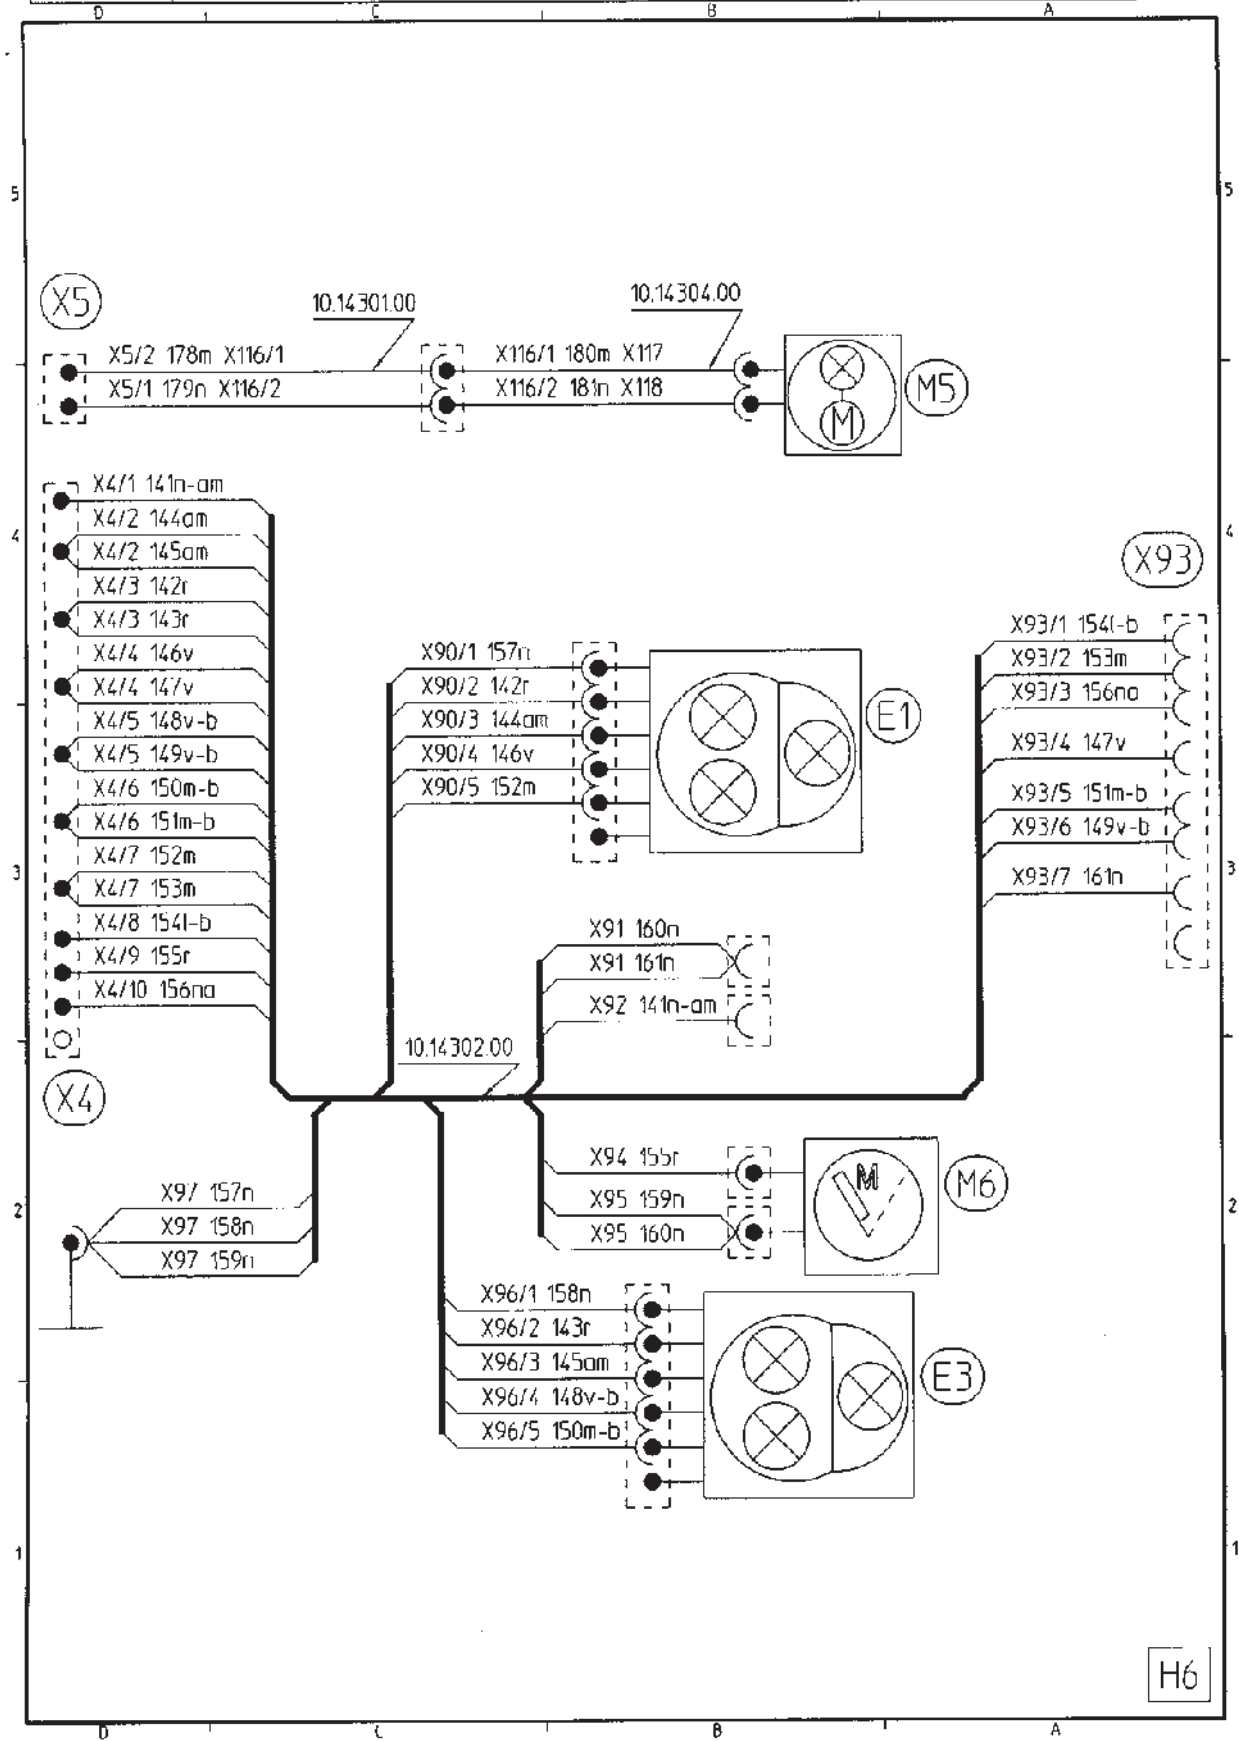 D C B A
5 5
X5
10.14301.00
10.14304.00
X5/2 178m X116/1
X116/1 180m X117
X5/1 179n X116/2
X116/2 181n X118
M5
M
X4/1 141n-am
X4/2 144am
4 4
X4/2 145am
X93
X4/3 142r
X4/3 143r
X4/4 146v
X4/4 147v
X4/5 148v-b
X4/5 149v-b
X4/6 150m-b
X4/6 151m-b
X4/7 152m
X4/7 153m
X4/8 154l-b
X4/9 155r
X4/10 156na
X4
X90/1 157n
X90/2 142r
X90/3 144am
X90/4 146v
X90/5 152m
E1
X93/1 154l-b
X93/2 153m
X93/3 156na
X93/4 147v
X93/5 151m-b
X93/6 149v-b
X93/7 161n
3 3
X91 160n
X91 161n
X92 141n-am
10.14302.00
X94 155r
X95 159n
X95 160n
M
M6
2 2
X97 157n
X97 158n
X97 159n
X96/1 158n
X96/2 143r
X96/3 145am
X96/4 148v-b
X96/5 150m-b
E3
1 1
H6
D C B A